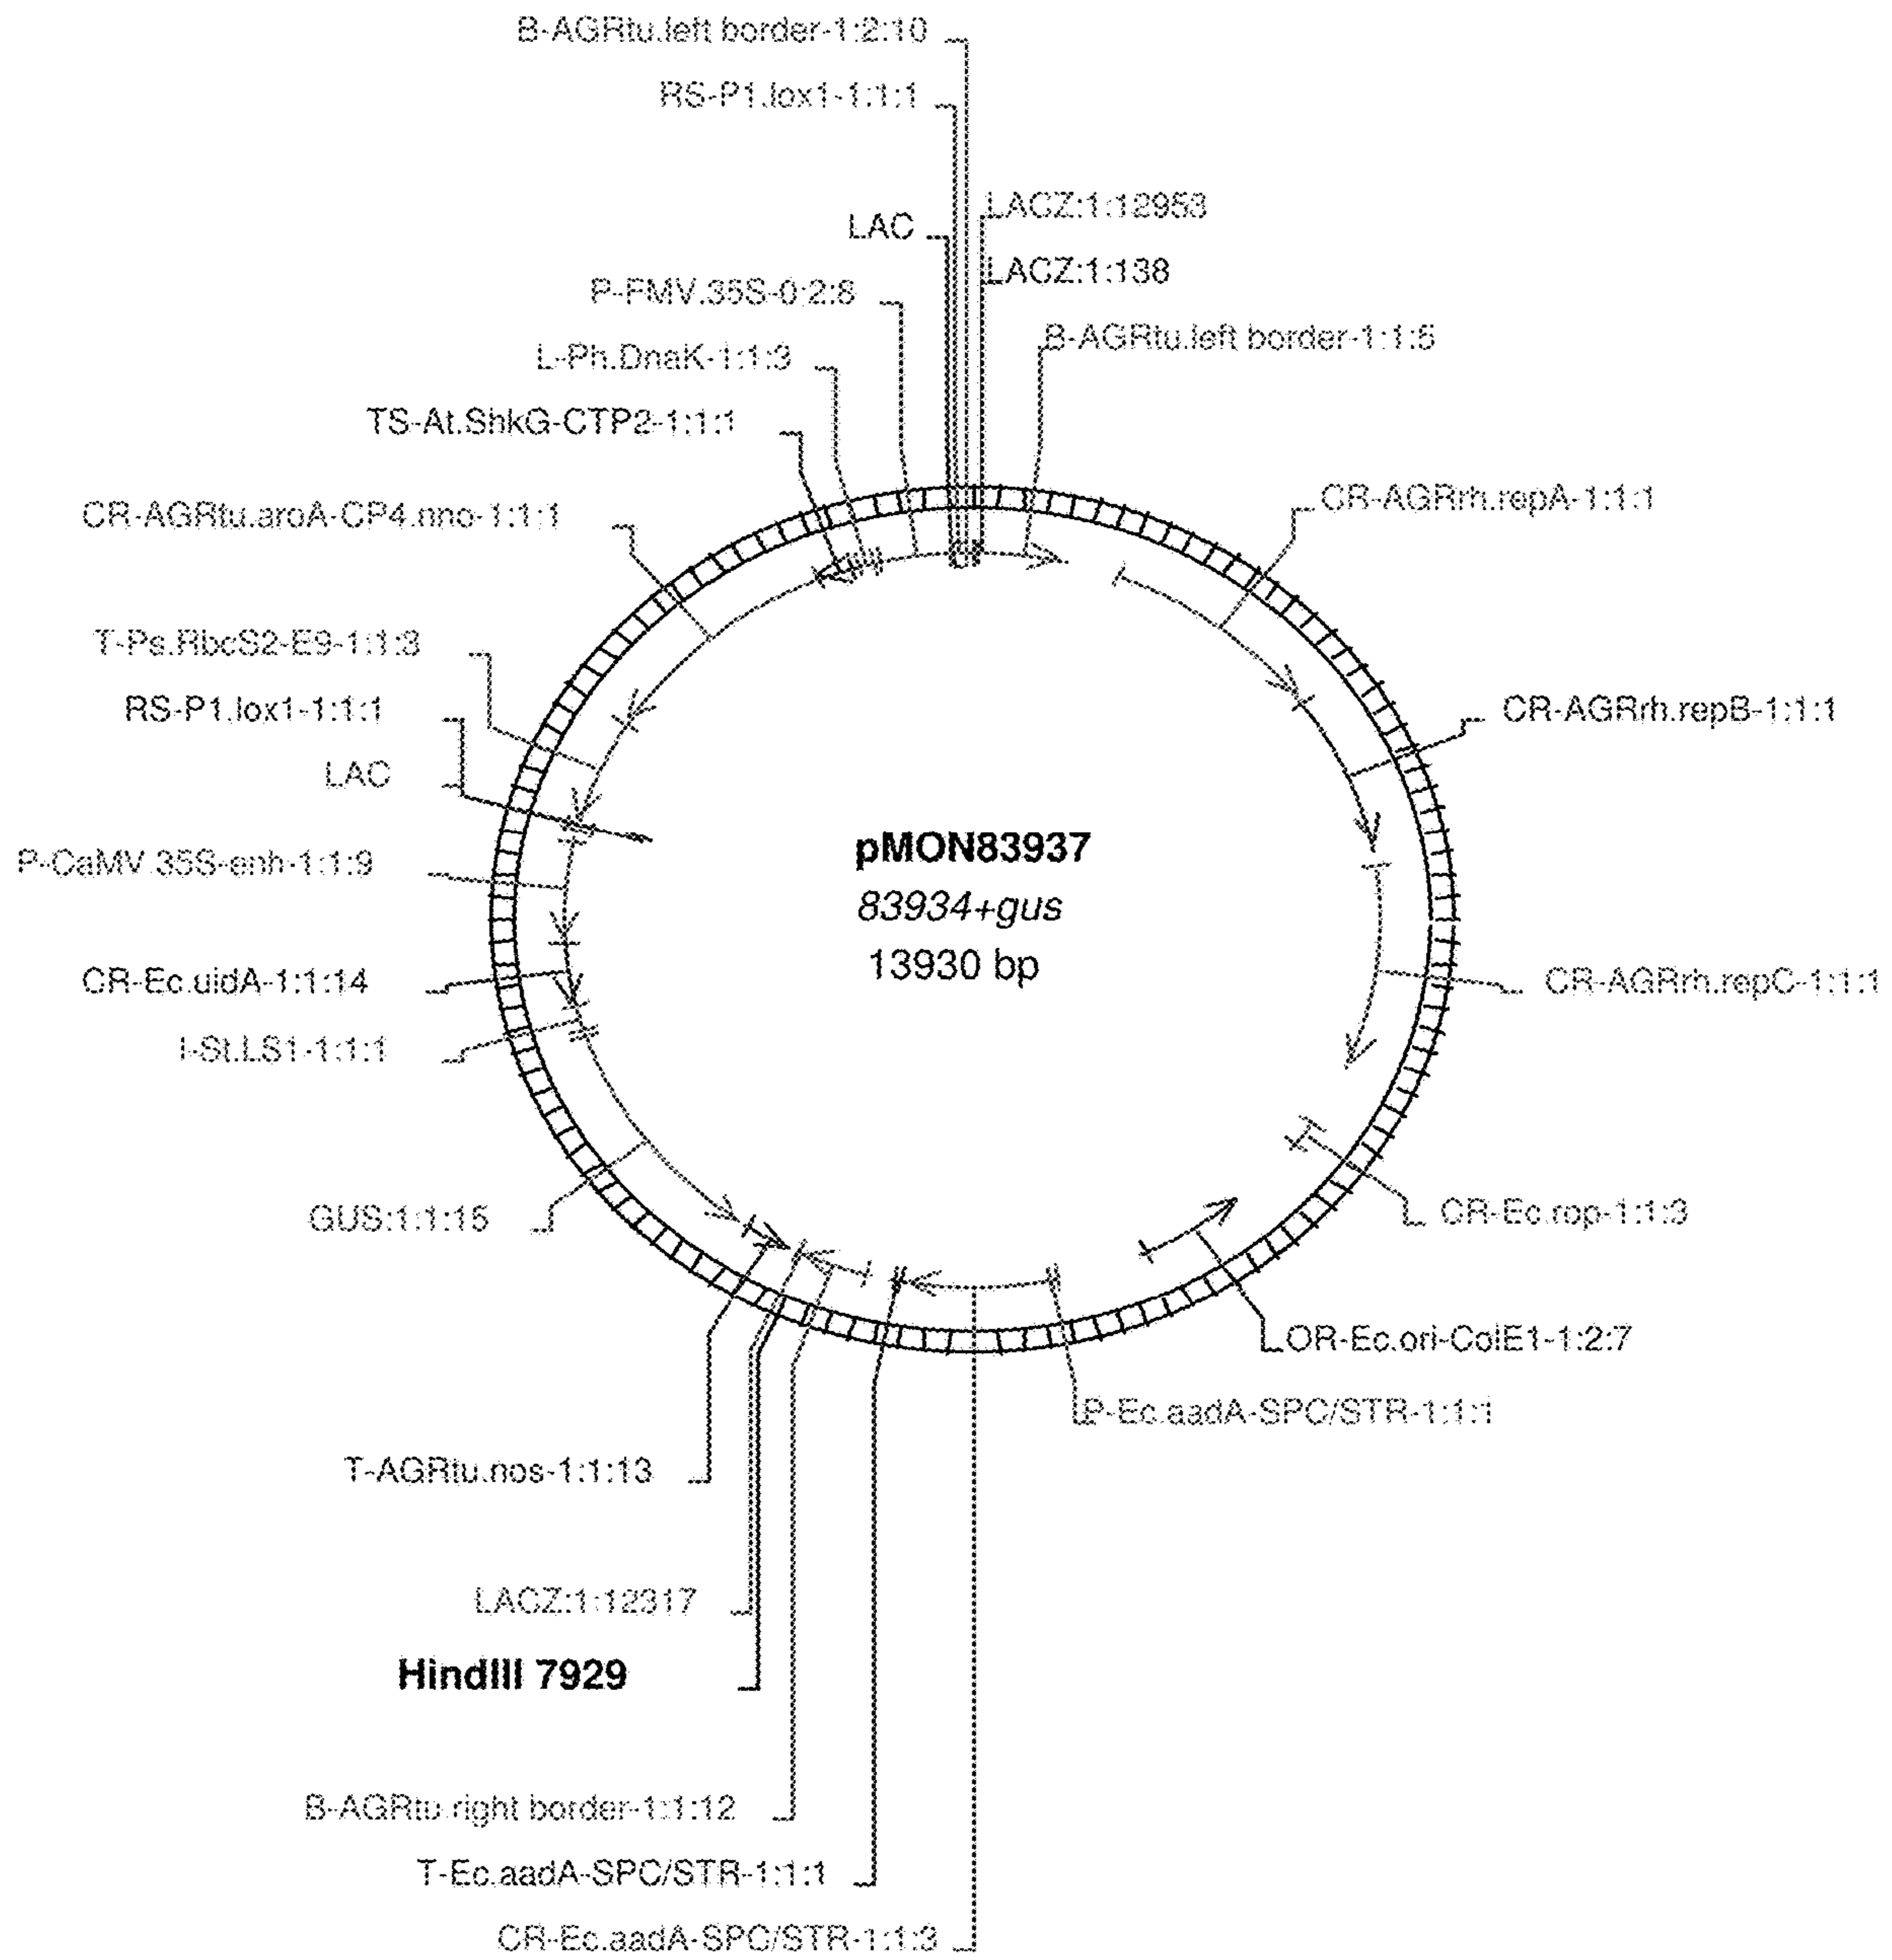 B-AGRtu.left border-1:2:10
RS-P1.lox1-1:1:1
LACZ:1:12958
LAC
LACZ:1:138
P-FMV.35S-0:2:8
B-AGRtu.left border-1:1:5
L-Ph.DnaK-1:1:3
TS-At.ShkG-CTP2-1:1:1
CR-AGRrh.repA-1:1:1
CR-AGRtu.aroA-CP4.nno-1:1:1
T-Ps.RbcS2-E9-1:1:3
RS-P1.lox1-1:1:1
CR-AGRrh.repB-1:1:1
LAC
pMON83937
P-CaMV.35S-enh-1:1:9
83934+gus
13930 bp
CR-Ec.uidA-1:1:14
CR-AGRrh.repC-1:1:1
I-St.LS1-1:1:1
GUS:1:1:15
CR-Ec.rop-1:1:3
OR-Ec.ori-ColE1-1:2:7
P-Ec.aadA-SPC/STR-1:1:1
T-AGRtu.nos-1:1:13
LACZ:1:12317
HindIII 7929
B-AGRtu.right border-1:1:12
T-Ec.aadA-SPC/STR-1:1:1
CR-Ec.aadA-SPC/STR-1:1:3